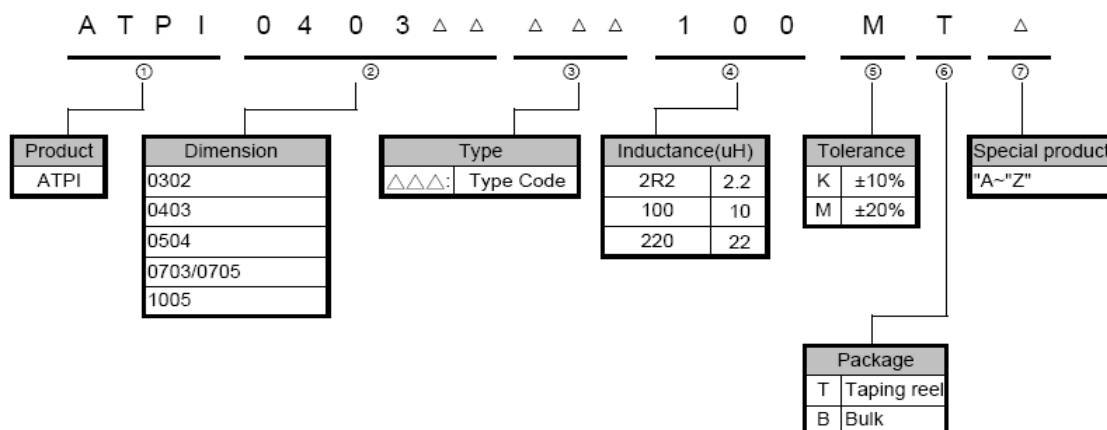 A T P I 0 4 0 3 △ △ △ △ △ 1 0 0 M T △
① ② ③ ④ ⑤ ⑥ ⑦
Product
ATPI
Dimension
0302
0403
0504
0703/0705
1005
Type
△△△: Type Code
Inductance(uH)
2R2 2.2
100 10
220 22
Tolerance
K ±10%
M ±20%
Special product
"A~"Z"
Package
T Taping reel
B Bulk